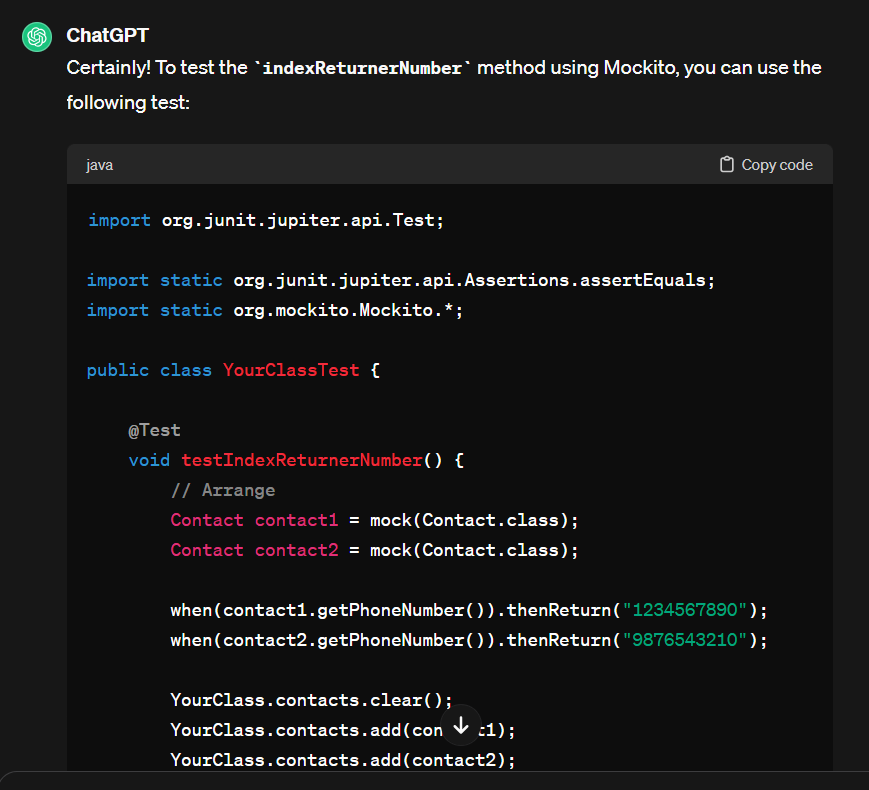 ChatGPT
Certainly! To test the `indexReturnerNumber` method using Mockito, you can use the
following test:
java
Copy code
import org.junit.jupiter.api.Test;
import static org.junit.jupiter.api.Assertions.assertEquals;
import static org.mockito.Mockito.*;
public class YourClassTest {
@Test
void testIndexReturnerNumber() {
// Arrange
Contact contact1 = mock(Contact.class);
Contact contact2 = mock(Contact.class);
when(contact1.getPhoneNumber()).thenReturn("1234567890");
when(contact2.getPhoneNumber()).thenReturn("9876543210");
YourClass.contacts.clear();
YourClass.contacts.add(contact1);
YourClass.contacts.add(contact2);